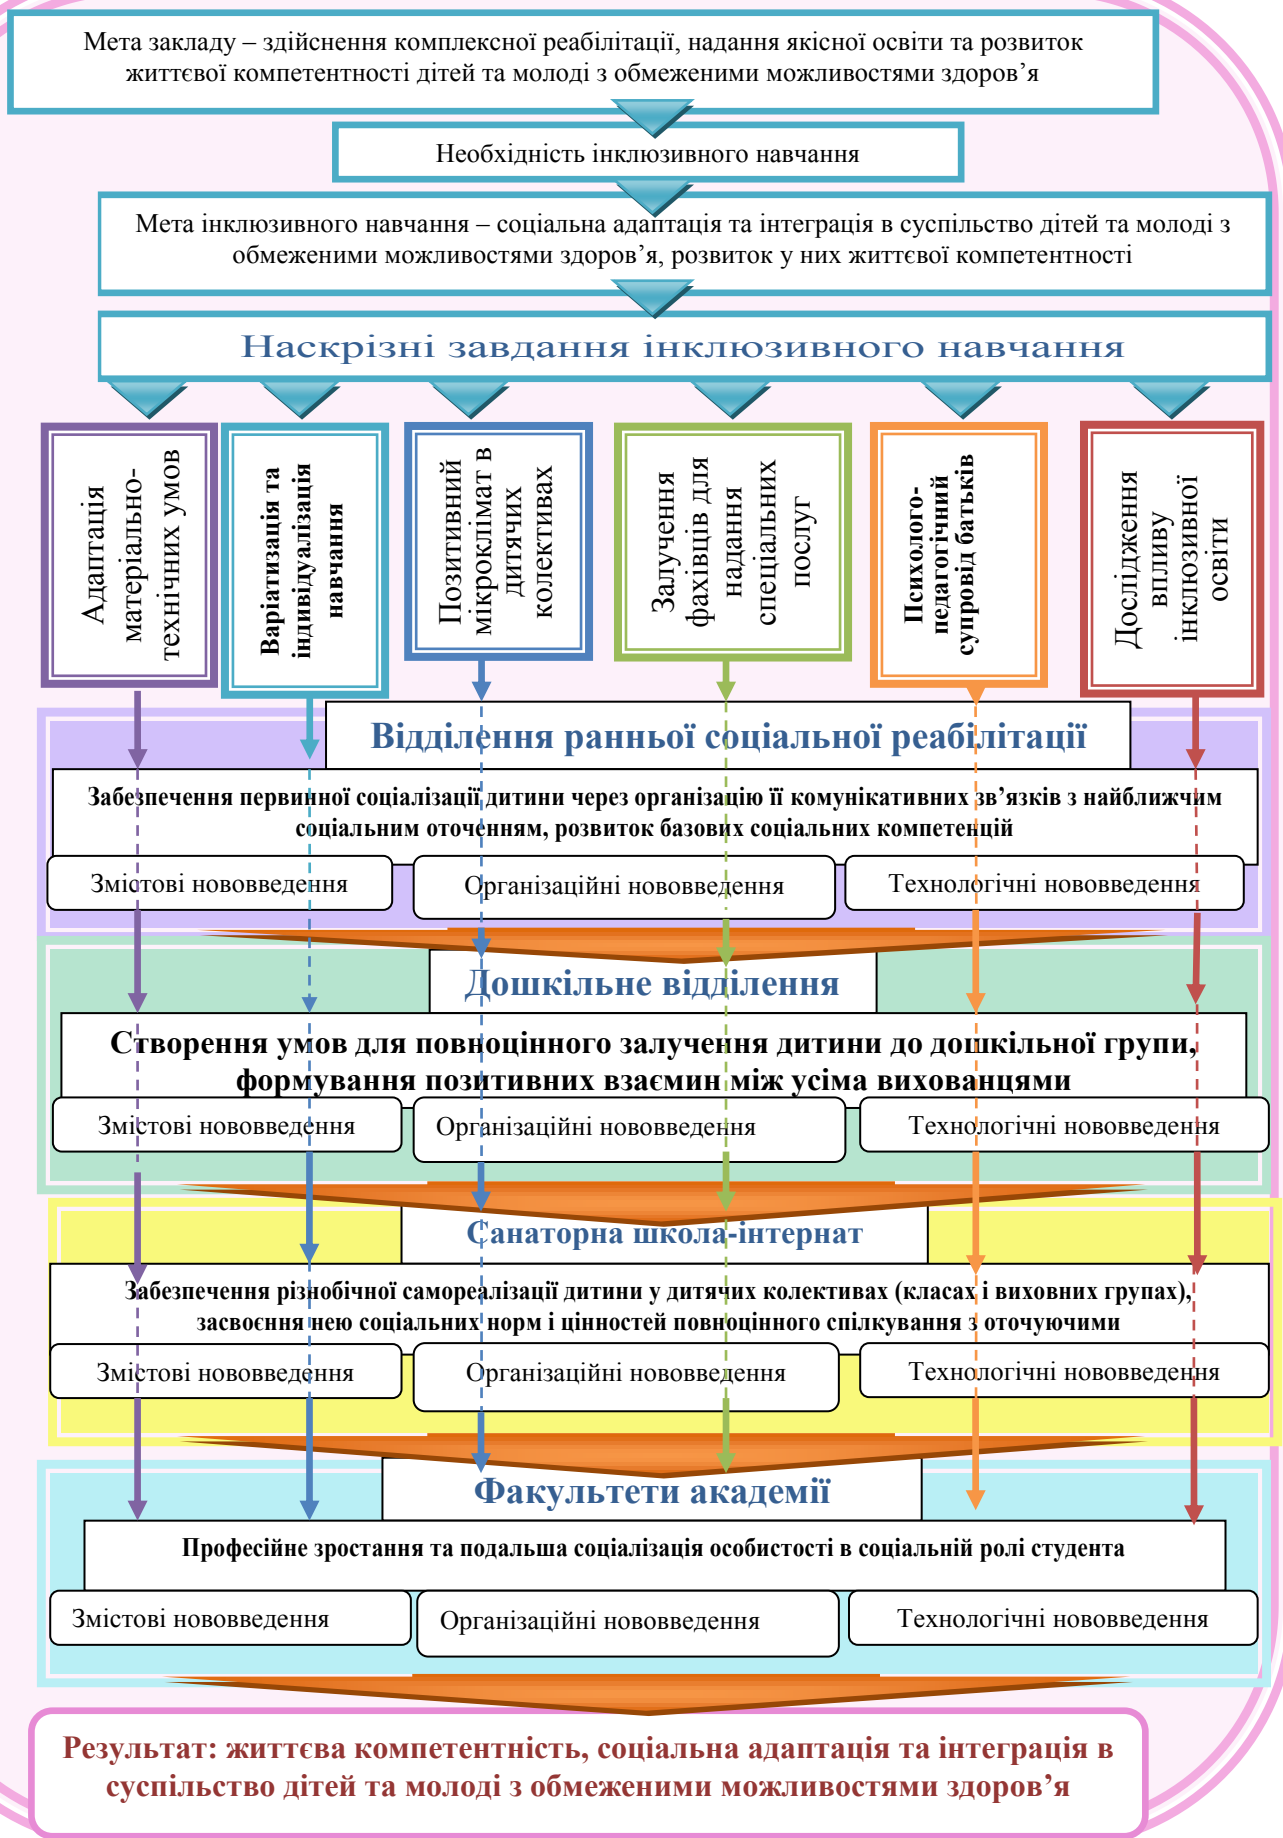 Мета закладу – здійснення комплексної реабілітації, надання якісної освіти та розвиток
життєвої компетентності дітей та молоді з обмеженими можливостями здоров’я
Необхідність інклюзивного навчання
Мета інклюзивного навчання – соціальна адаптація та інтеграція в суспільство дітей та молоді з
обмеженими можливостями здоров’я, розвиток у них життєвої компетентності
Наскрізні завдання інклюзивного навчання
Адаптація
матеріально-
технічних умов
Варіатизація та
індивідуалізація
навчання
Позитивний
мікроклімат в
дитячих
колективах
Залучення
фахівців для
надання
спеціальних
послуг
Психолого-
педагогічний
супровід батьків
Дослідження
впливу
інклюзивної
освіти
Відділення ранньої соціальної реабілітації
Забезпечення первинної соціалізації дитини через організацію її комунікативних зв’язків з найближчим
соціальним оточенням, розвиток базових соціальних компетенцій
Змістові нововведення
Організаційні нововведення
Технологічні нововведення
Дошкільне відділення
Створення умов для повноцінного залучення дитини до дошкільної групи,
формування позитивних взаємин між усіма вихованцями
Змістові нововведення
Організаційні нововведення
Технологічні нововведення
Санаторна школа-інтернат
Забезпечення різнобічної самореалізації дитини у дитячих колективах (класах і виховних групах),
засвоєння нею соціальних норм і цінностей повноцінного спілкування з оточуючими
Змістові нововведення
Організаційні нововведення
Технологічні нововведення
Факультети академії
Професійне зростання та подальша соціалізація особистості в соціальній ролі студента
Змістові нововведення
Організаційні нововведення
Технологічні нововведення
Результат: життєва компетентність, соціальна адаптація та інтеграція в
суспільство дітей та молоді з обмеженими можливостями здоров’я